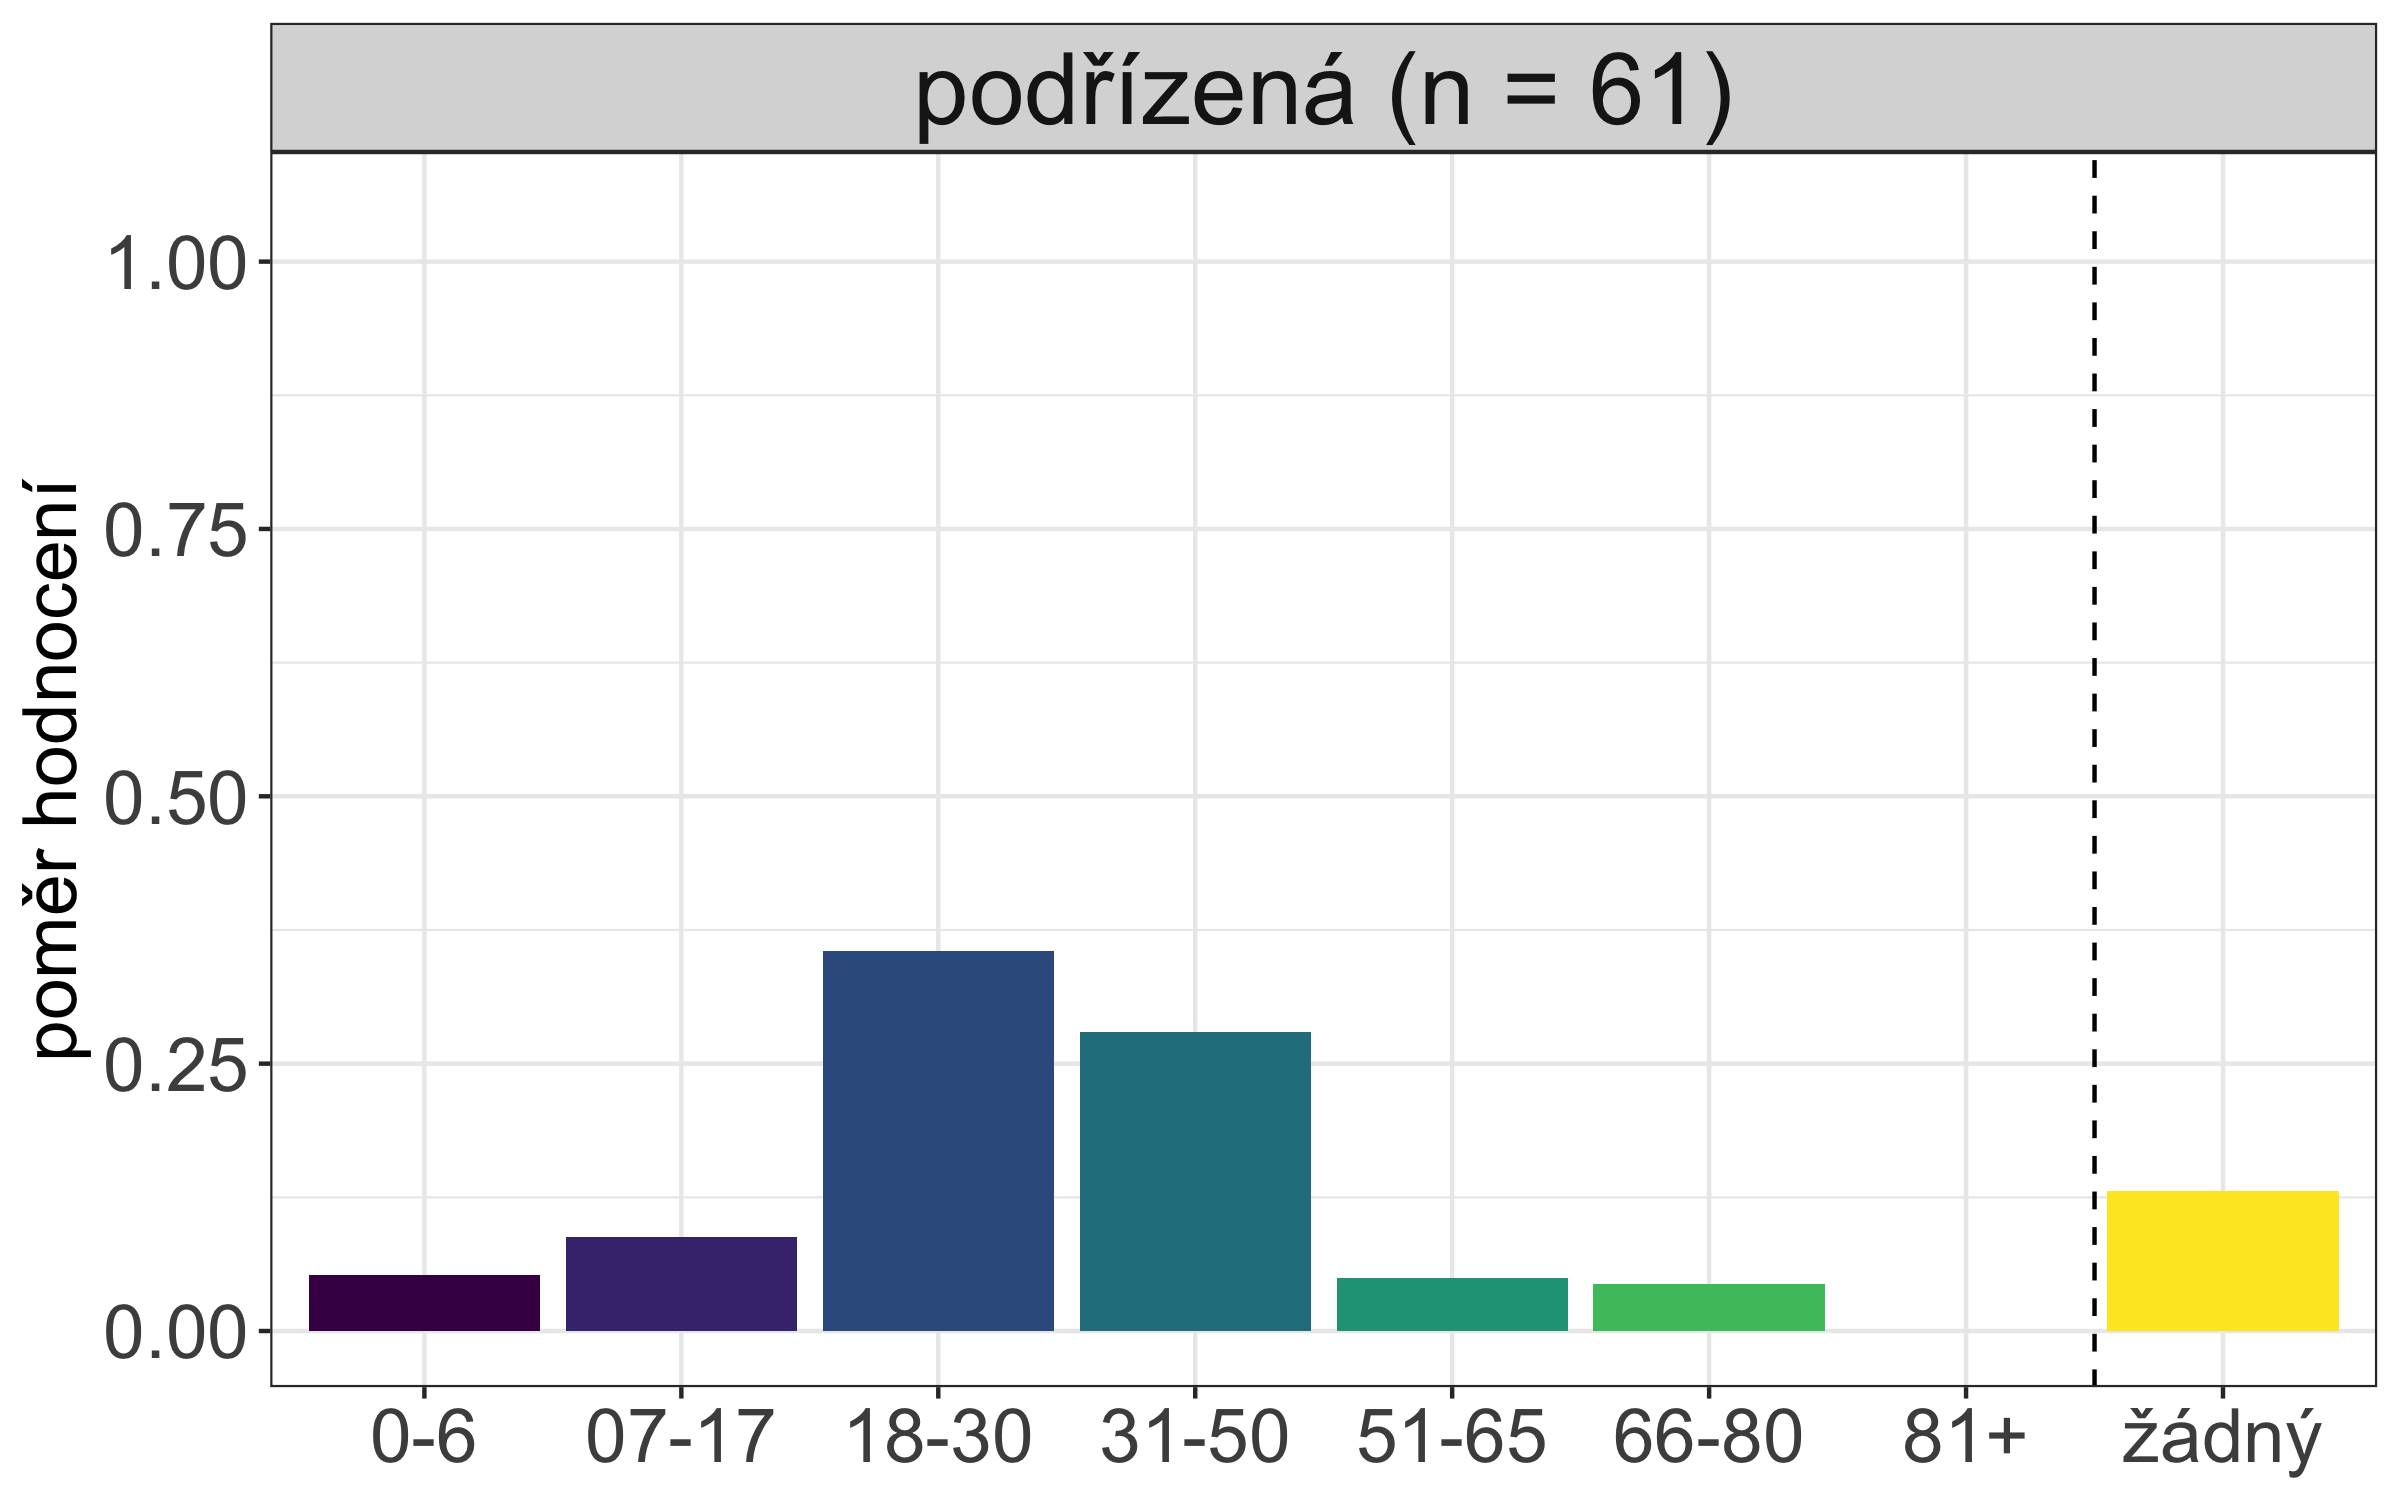 podřízená (n = 61)
poměr hodnocení
1.00
0.75
0.50
0.25
0.00
0-6 07-17 18-30 31-50 51-65 66-80 81+ žádný